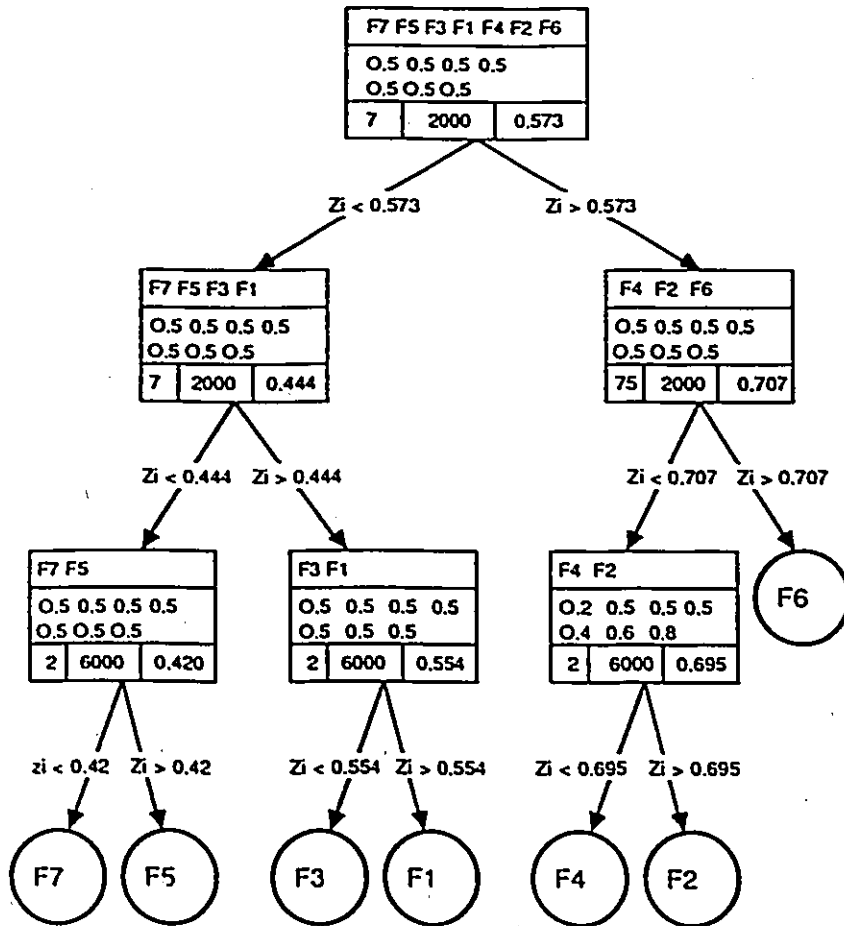 F7 F5 F3 F1 F4 F2 F6
O.5 0.5 0.5 0.5
O.5 O.5 O.5
7 2000 0.573
Zi < 0.573 Zi > 0.573
F7 F5 F3 F1
O.5 0.5 0.5 0.5
O.5 O.5 O.5
7 2000 0.444
F4 F2 F6
O.5 0.5 0.5 0.5
O.5 O.5 O.5
75 2000 0.707
Zi < 0.444 Zi > 0.444
Zi < 0.707 Zi > 0.707
F7 F5
O.5 0.5 0.5 0.5
O.5 O.5 O.5
2 6000 0.420
F3 F1
O.5 0.5 0.5 0.5
O.5 0.5 0.5
2 6000 0.554
F4 F2
O.2 0.5 0.5 0.5
O.4 0.6 0.8
2 6000 0.695
F6
zi < 0.42 Zi > 0.42
Zi < 0.554 Zi > 0.554
Zi < 0.695 Zi > 0.695
F7 F5 F3 F1 F4 F2